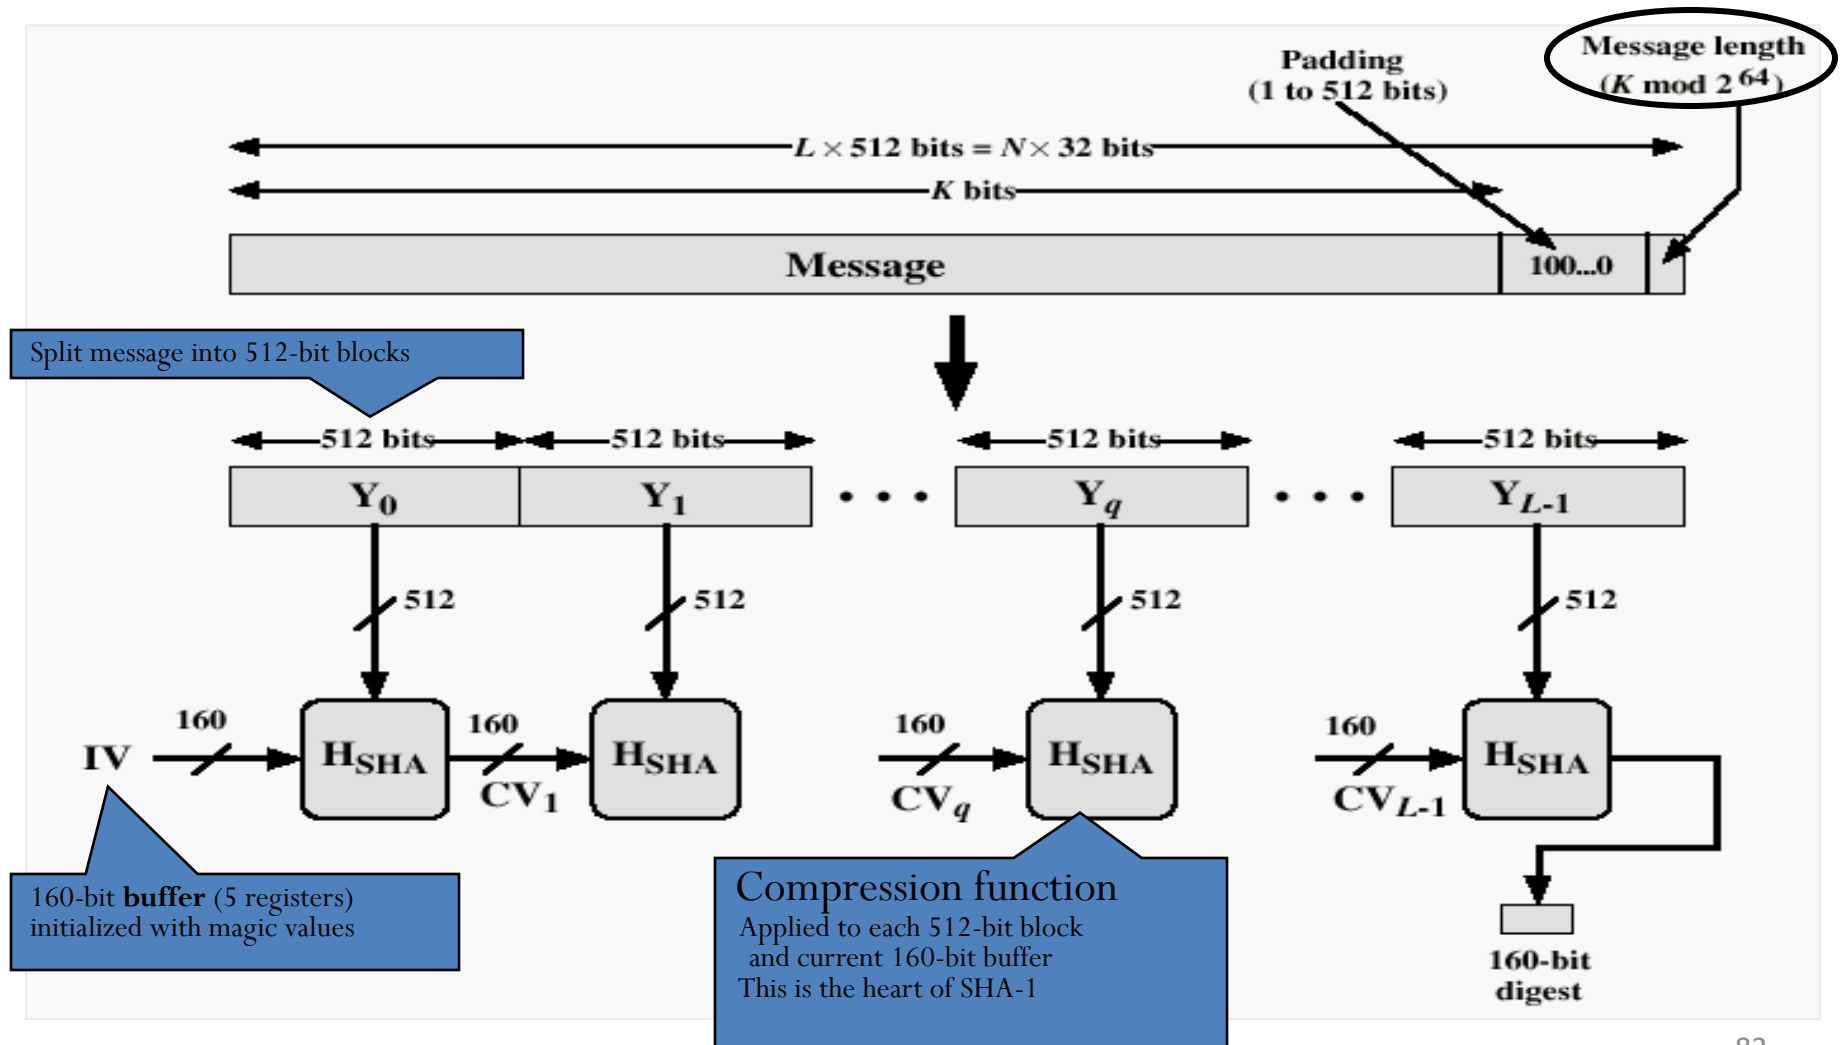 Padding
(1 to 512 bits)
Message length
(K mod 2^64)
L × 512 bits = N × 32 bits
K bits
Message
100...0
Split message into 512-bit blocks
512 bits
512 bits
512 bits
512 bits
Y0
Y1
• • •
Yq
• • •
YL-1
512
512
512
512
160
160
160
160
IV
HSHA
HSHA
HSHA
HSHA
CV1
CVq
CVL-1
160-bit buffer (5 registers)
initialized with magic values
Compression function
Applied to each 512-bit block
and current 160-bit buffer
This is the heart of SHA-1
160-bit
digest